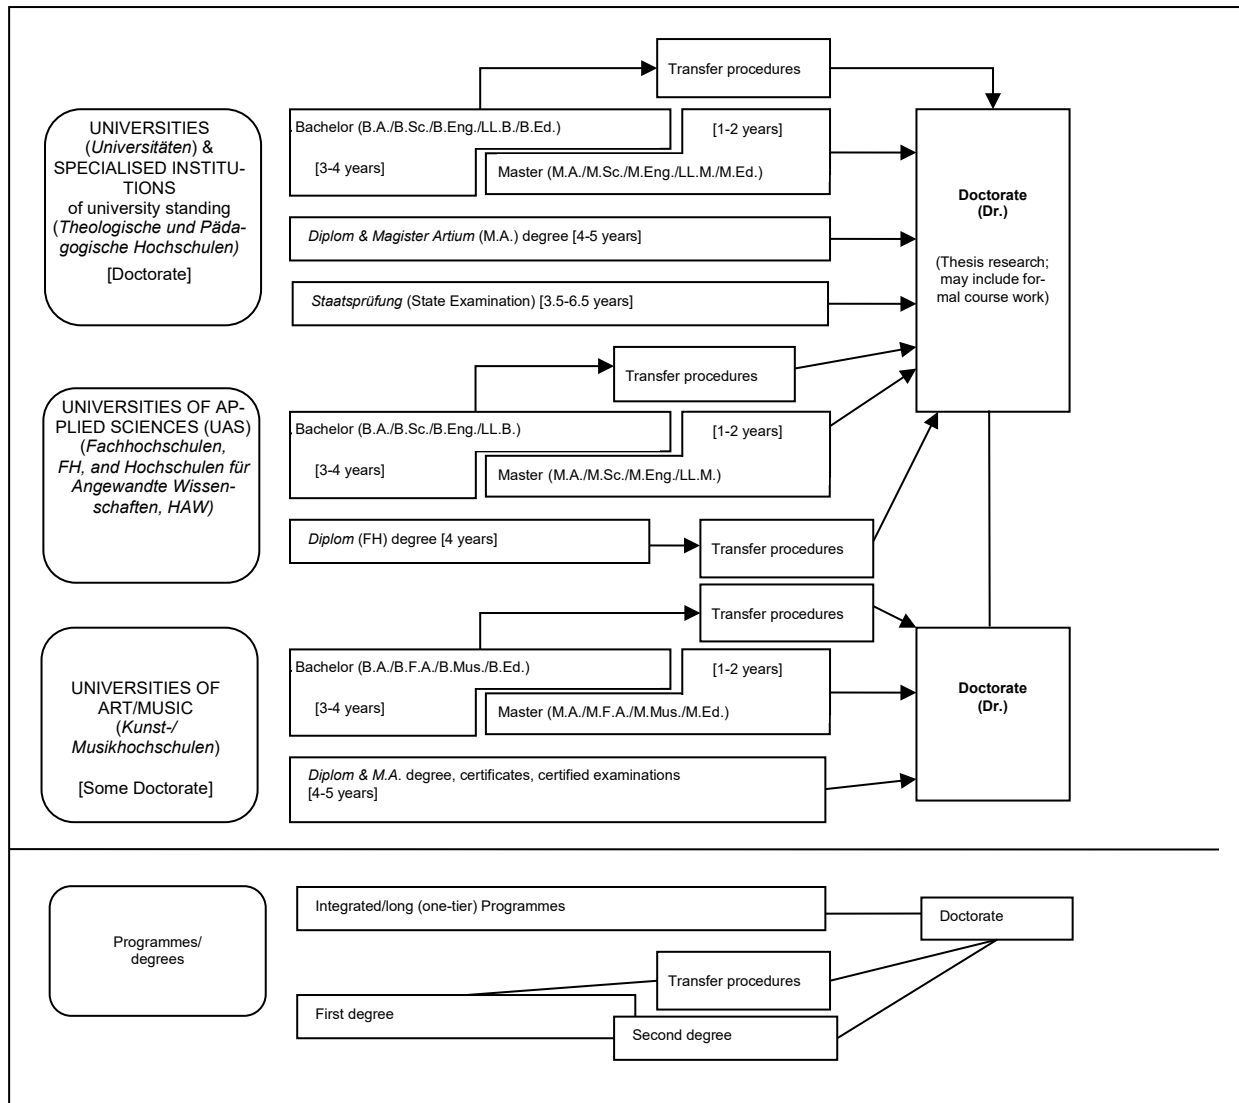 Transfer procedures
UNIVERSITIES
(Universitäten) &
SPECIALISED INSTITU-
TIONS
of university standing
(Theologische und Päda-
gogische Hochschulen)
[Doctorate]
. Bachelor (B.A./B.Sc./B.Eng./LL.B./B.Ed.)
[3-4 years]
[1-2 years]
Master (M.A./M.Sc./M.Eng./LL.M./M.Ed.)
Diplom & Magister Artium (M.A.) degree [4-5 years]
Staatsprüfung (State Examination) [3.5-6.5 years]
Doctorate
(Dr.)
(Thesis research;
may include for-
mal course work)
Transfer procedures
UNIVERSITIES OF AP-
PLIED SCIENCES (UAS)
(Fachhochschulen,
FH, and Hochschulen für
Angewandte Wissen-
schaften, HAW)
. Bachelor (B.A./B.Sc./B.Eng./LL.B.)
[3-4 years]
[1-2 years]
Master (M.A./M.Sc./M.Eng./LL.M.)
Diplom (FH) degree [4 years]
Transfer procedures
Transfer procedures
UNIVERSITIES OF
ART/MUSIC
(Kunst-/
Musikhochschulen)
[Some Doctorate]
. Bachelor (B.A./B.F.A./B.Mus./B.Ed.)
[3-4 years]
[1-2 years]
Master (M.A./M.F.A./M.Mus./M.Ed.)
Diplom & M.A. degree, certificates, certified examinations
[4-5 years]
Doctorate
(Dr.)
Programmes/
degrees
Integrated/long (one-tier) Programmes
Doctorate
Transfer procedures
First degree
Second degree